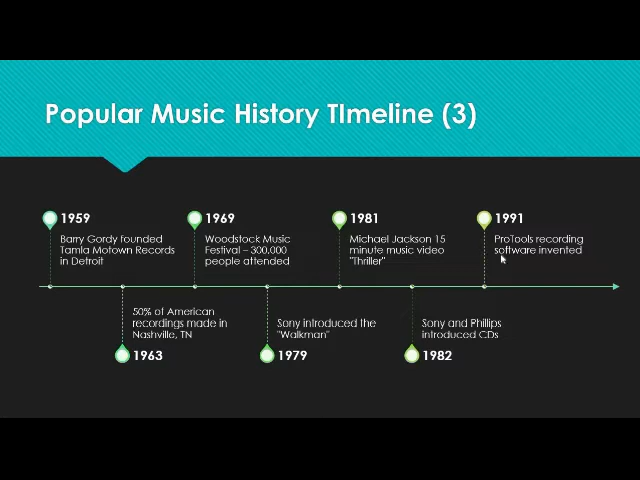 Popular Music History TImeline (3)
1959
Barry Gordy founded
Tamla Motown Records
in Detroit
50% of American
recordings made in
Nashville, TN
1963
1969
Woodstock Music
Festival – 300,000
people attended
Sony introduced the
"Walkman"
1979
1981
Michael Jackson 15
minute music video
"Thriller"
Sony and Phillips
introduced CDs
1982
1991
ProTools recording
software invented